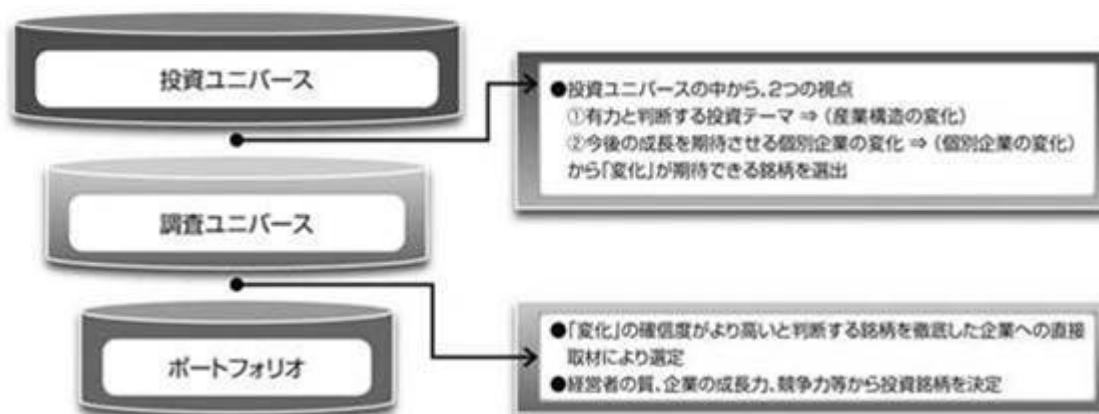 投資ユニバース
●投資ユニバースの中から、2つの視点
①有力と判断する投資テーマ ⇒ (産業構造の変化)
②今後の成長を期待させる個別企業の変化 ⇒ (個別企業の変化)
から「変化」が期待できる銘柄を選出
調査ユニバース
●「変化」の確信度がより高いと判断する銘柄を徹底した企業への直接
取材により選定
●経営者の質、企業の成長力、競争力等から投資銘柄を決定
ポートフォリオ